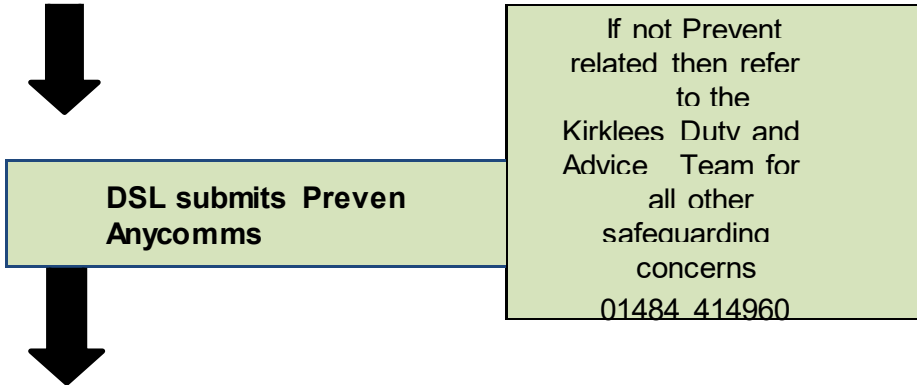 DSL submits Preven
Anycomms
If not Prevent
related then refer
to the
Kirklees Duty and
Advice Team for
all other
safeguarding
concerns
01484 414960